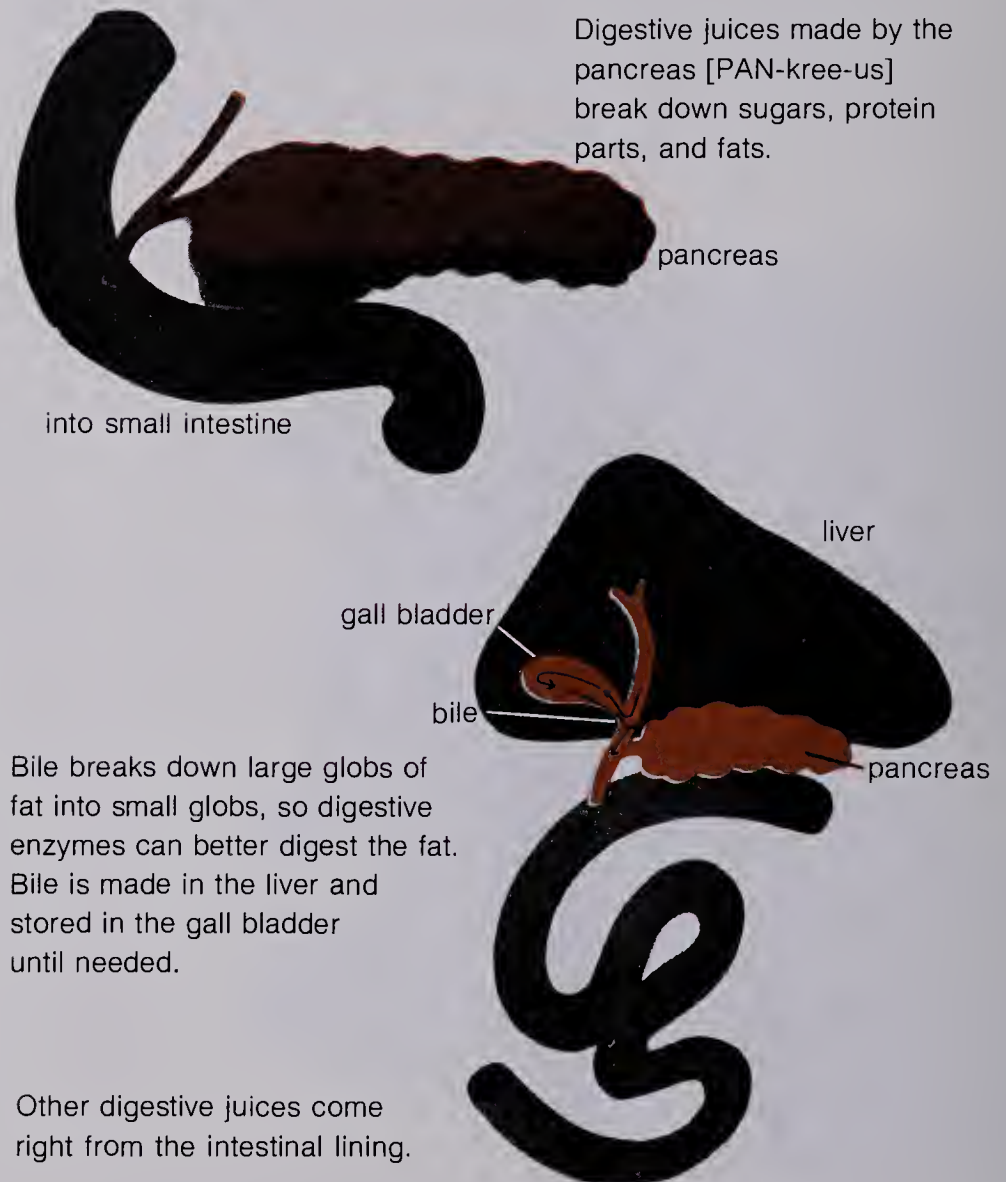 Digestive juices made by the
pancreas [PAN-kree-us]
break down sugars, protein
parts, and fats.
pancreas
into small intestine
liver
gall bladder
bile
pancreas
Bile breaks down large globs of
fat into small globs, so digestive
enzymes can better digest the fat.
Bile is made in the liver and
stored in the gall bladder
until needed.
Other digestive juices come
right from the intestinal lining.